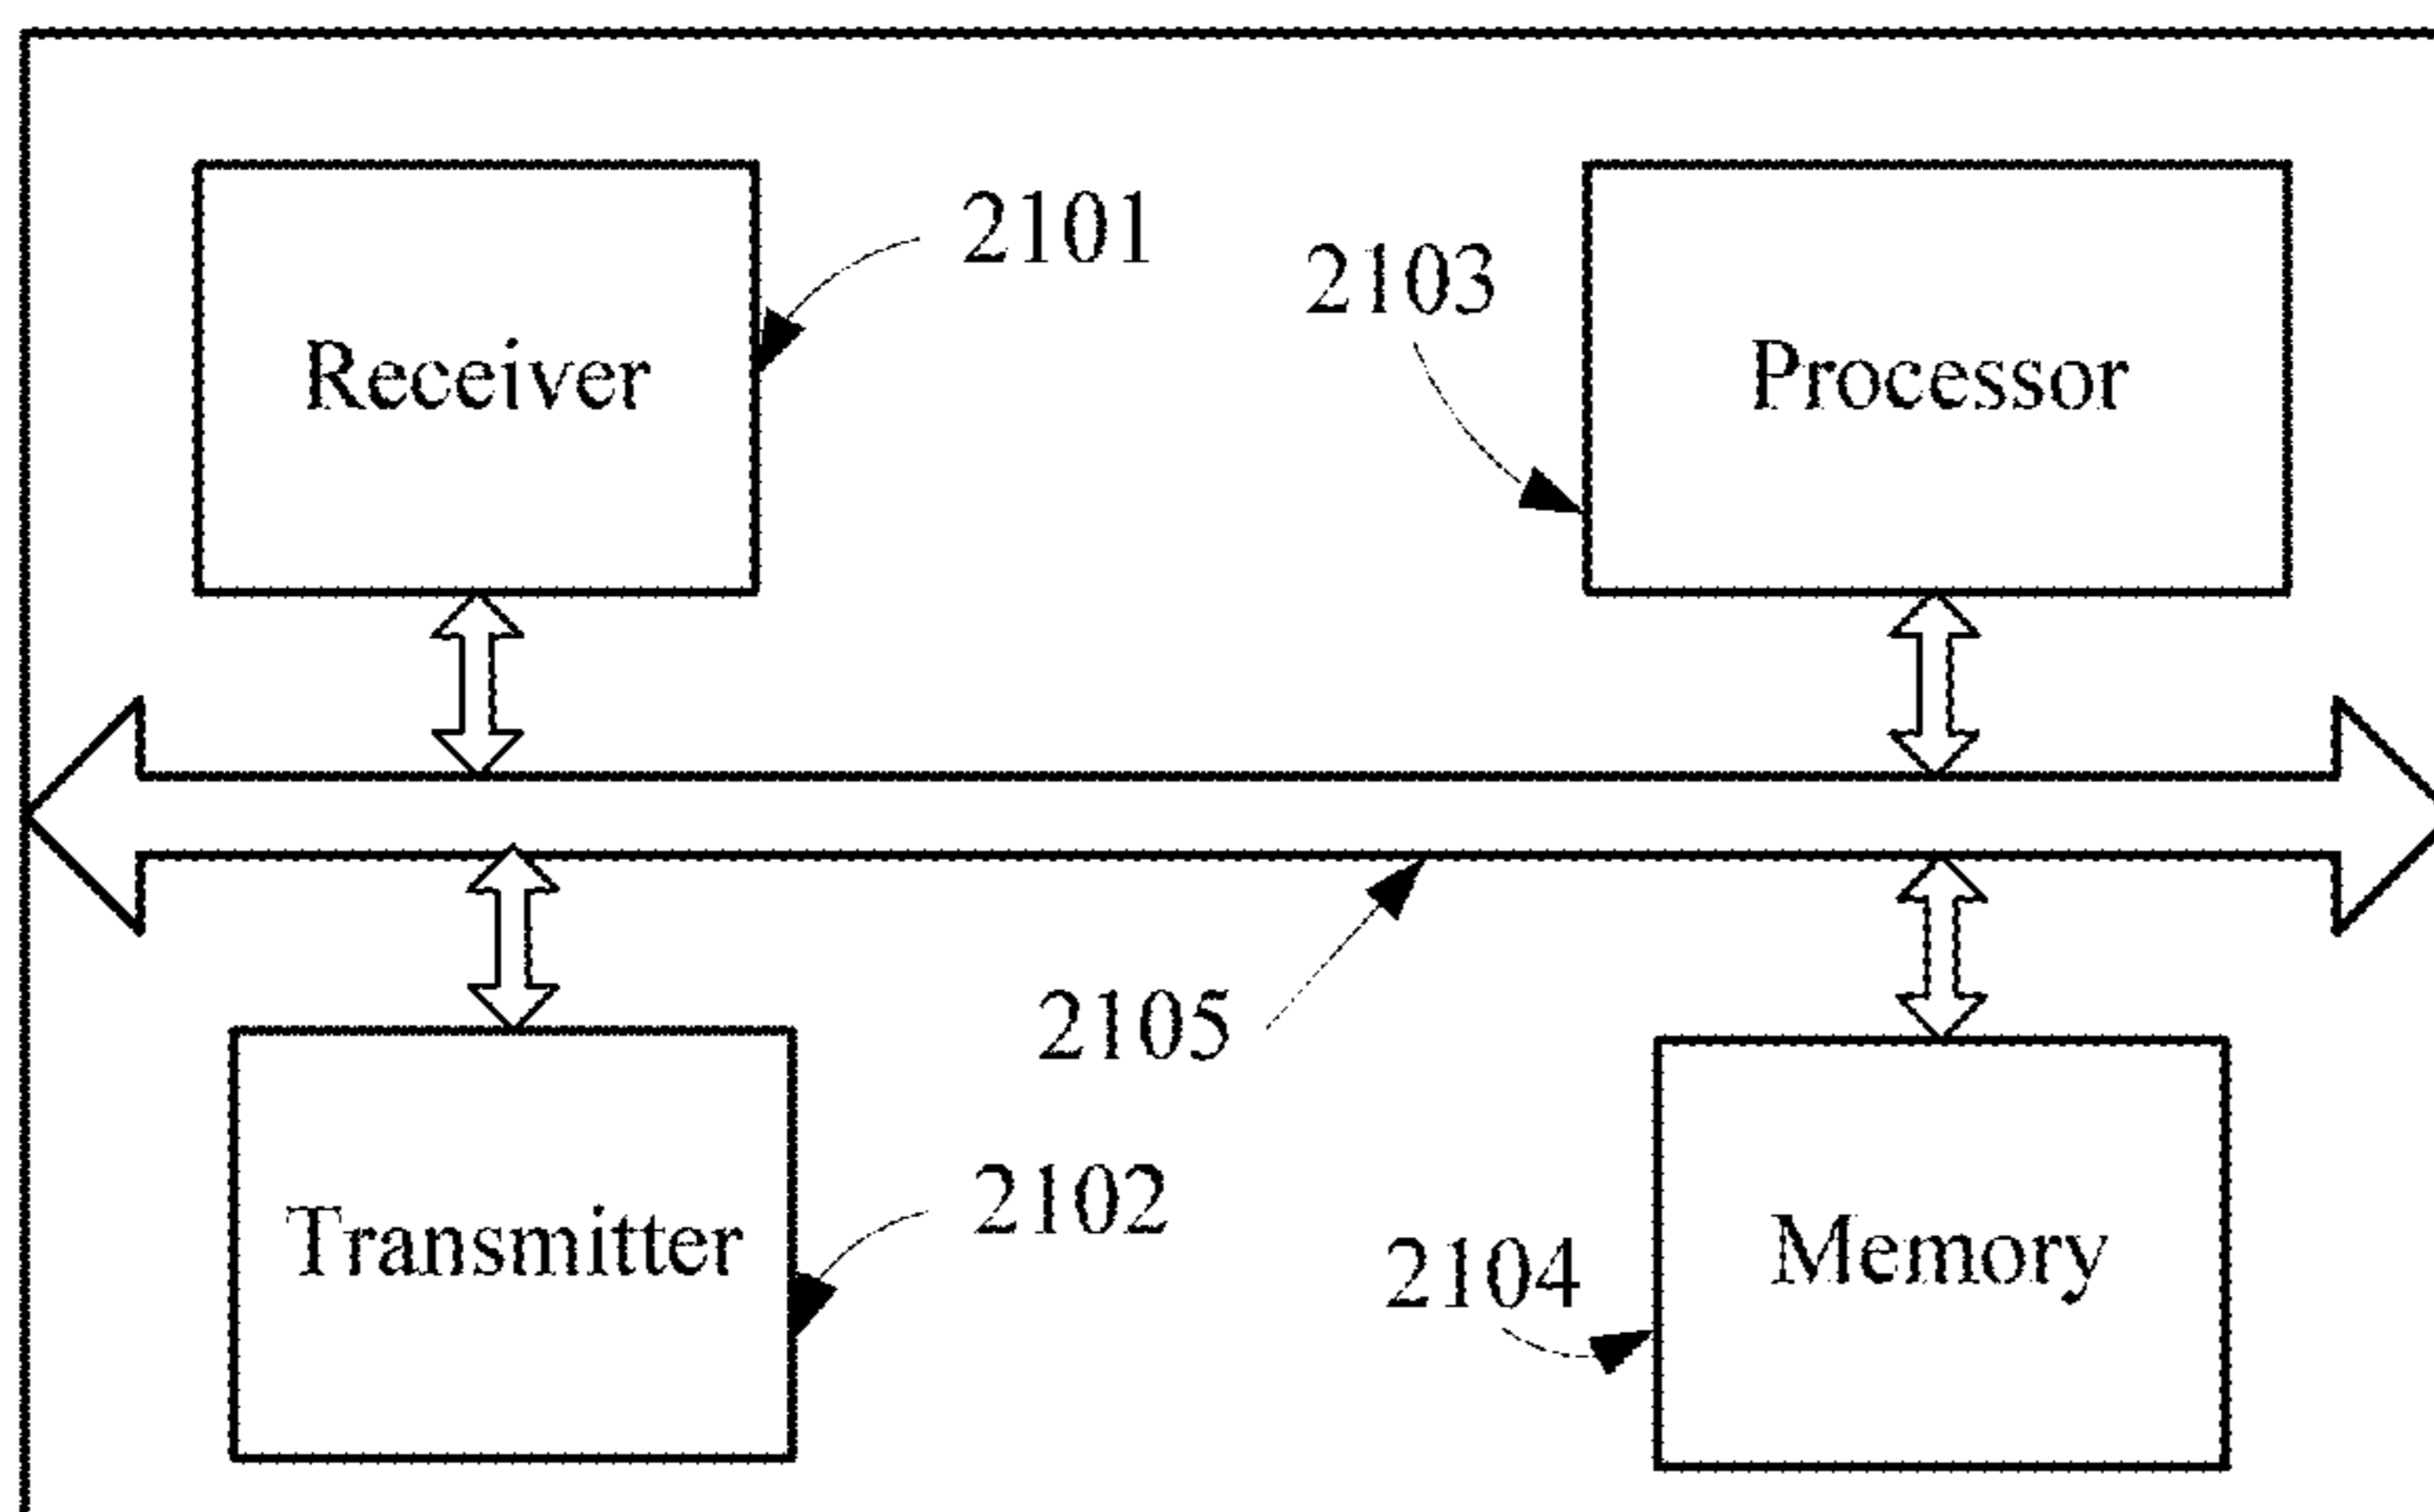 2101
2103
Receiver
Processor
2105
2102
Transmitter
2104
Memory